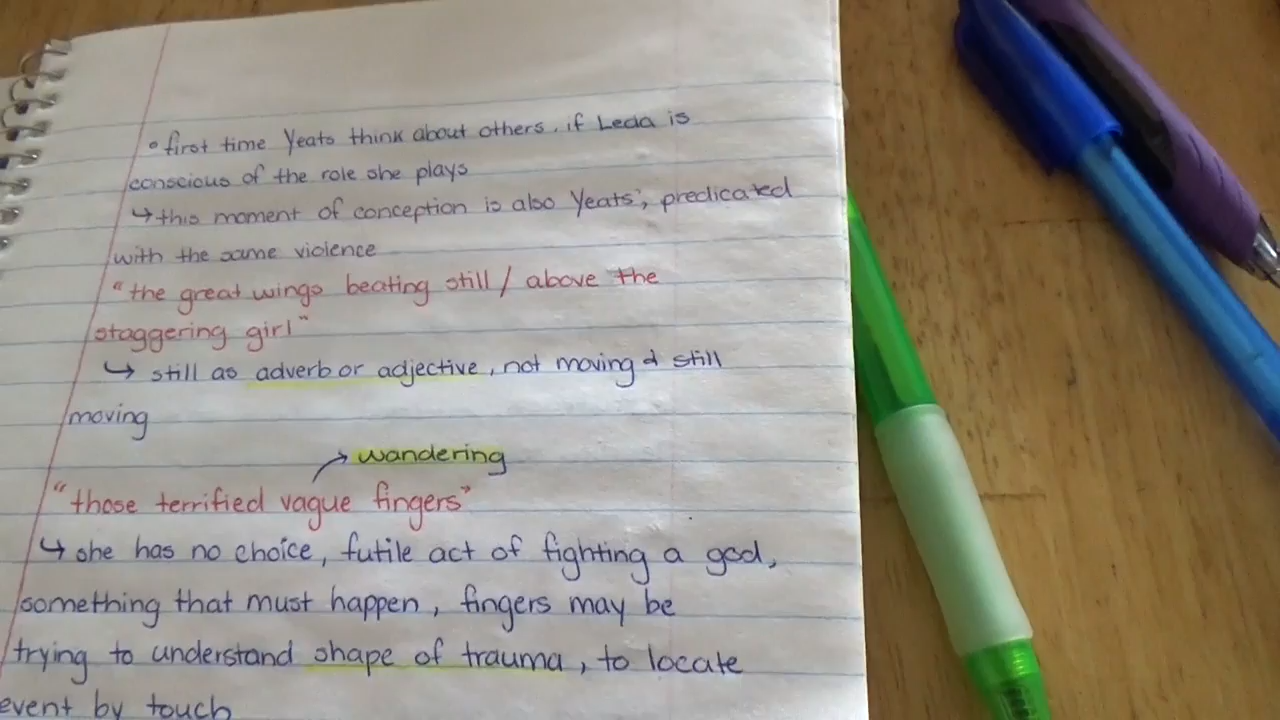 ° first time Yeats think about others, if Leda is
conscious of the role she plays
↳ this moment of conception is also Yeats', predicated
with the same violence
"the great wings beating still / above the
staggering girl"
↳ still as adverb or adjective, not moving & still
moving
→ wandering
"those terrified vague fingers"
↳ she has no choice, futile act of fighting a god,
something that must happen, fingers may be
trying to understand shape of trauma, to locate
event by touch